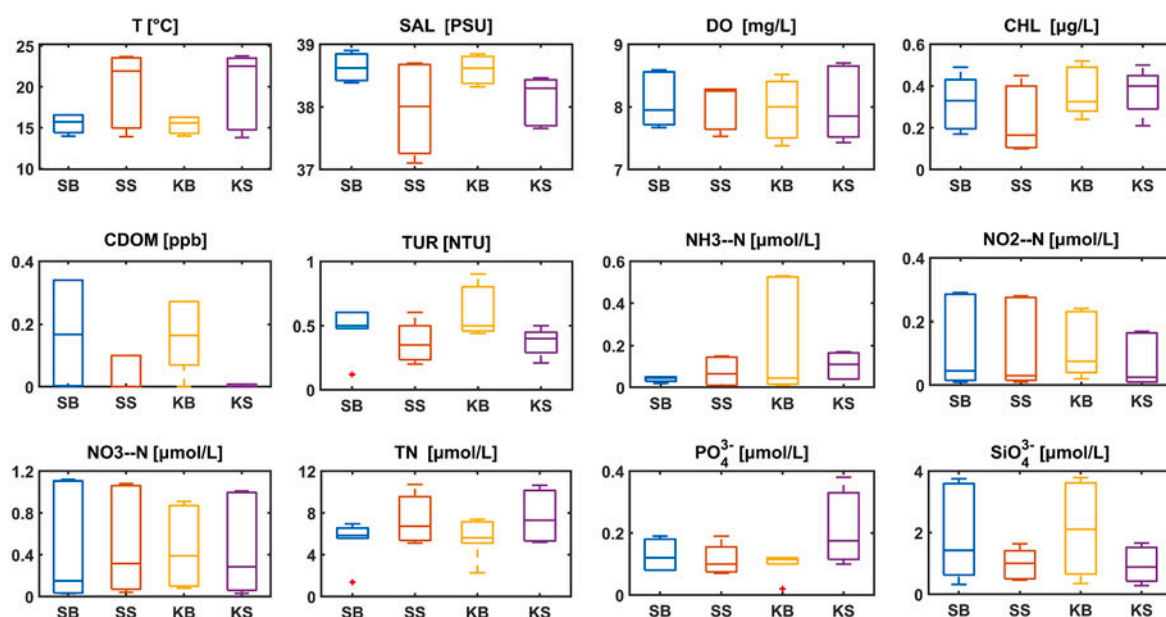 T [°C] SAL [PSU] DO [mg/L] CHL [µg/L]
25 39 9 0.6
20 38 8 0.4
15 0.2
10 37 7 0
SB SS KB KS SB SS KB KS SB SS KB KS SB SS KB KS
CDOM [ppb] TUR [NTU] NH3--N [µmol/L] NO2--N [µmol/L]
0.4 1 0.6 0.4
0.2 0.5 0.4 0.2
0.2
0 0 0.0 0
SB SS KB KS SB SS KB KS SB SS KB KS SB SS KB KS
NO3--N [µmol/L] TN [µmol/L] PO₄³⁻ [µmol/L] SiO₄³⁻ [µmol/L]
1.2 12 0.4 4
0.8 8 3
0.2 2
0.4 4 1
0.0 0 0.0 0
SB SS KB KS SB SS KB KS SB SS KB KS SB SS KB KS